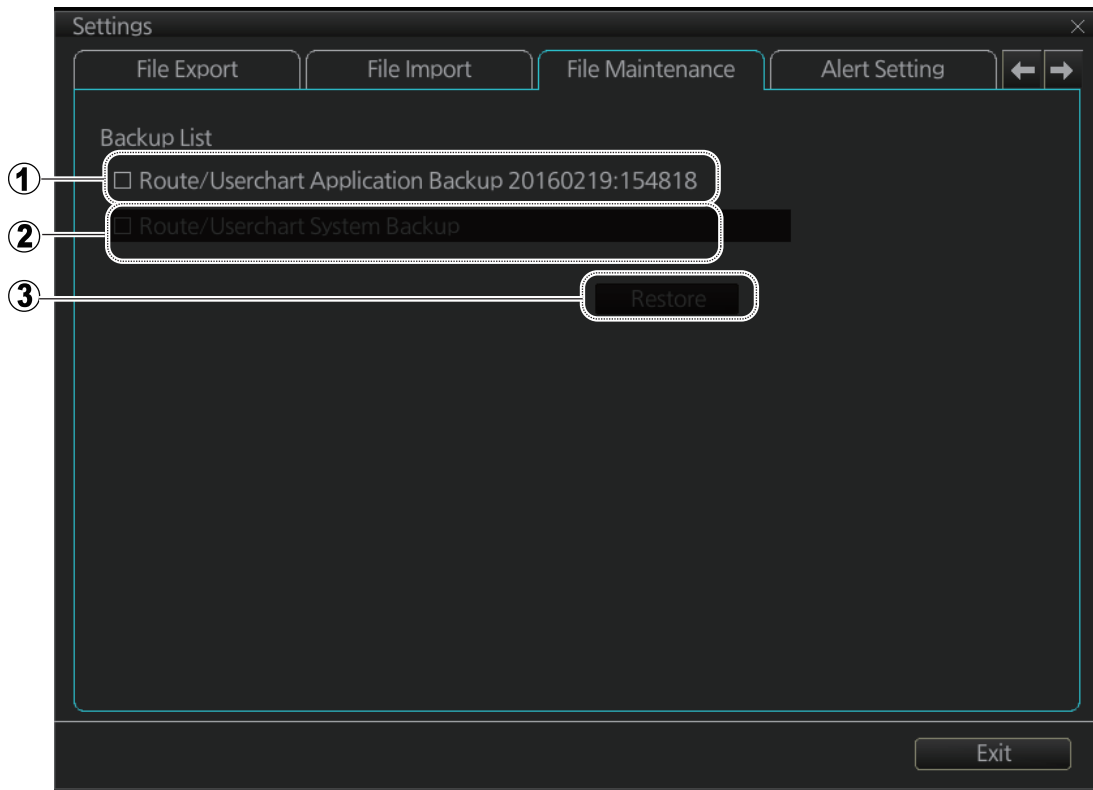 Settings
File Export File Import File Maintenance Alert Setting
Backup List
1 Route/Userchart Application Backup 20160219:154818
2 Route/Userchart System Backup
3 Restore
Exit